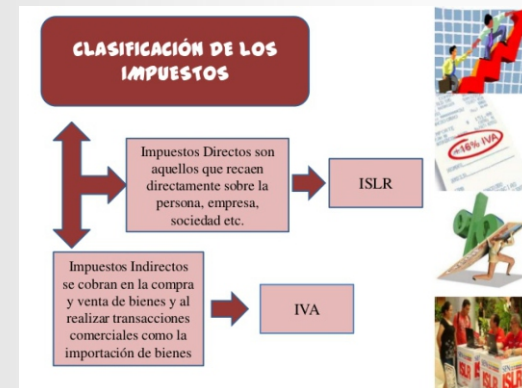 CLASIFICACIÓN DE LOS
IMPUESTOS
Impuestos Directos son
aquellos que recaen
directamente sobre la
persona, empresa,
sociedad etc.
ISLR
Impuestos Indirectos
se cobran en la compra
y venta de bienes y al
realizar transacciones
comerciales como la
importación de bienes
IVA
+16% IVA
%
ISLR
ISLR